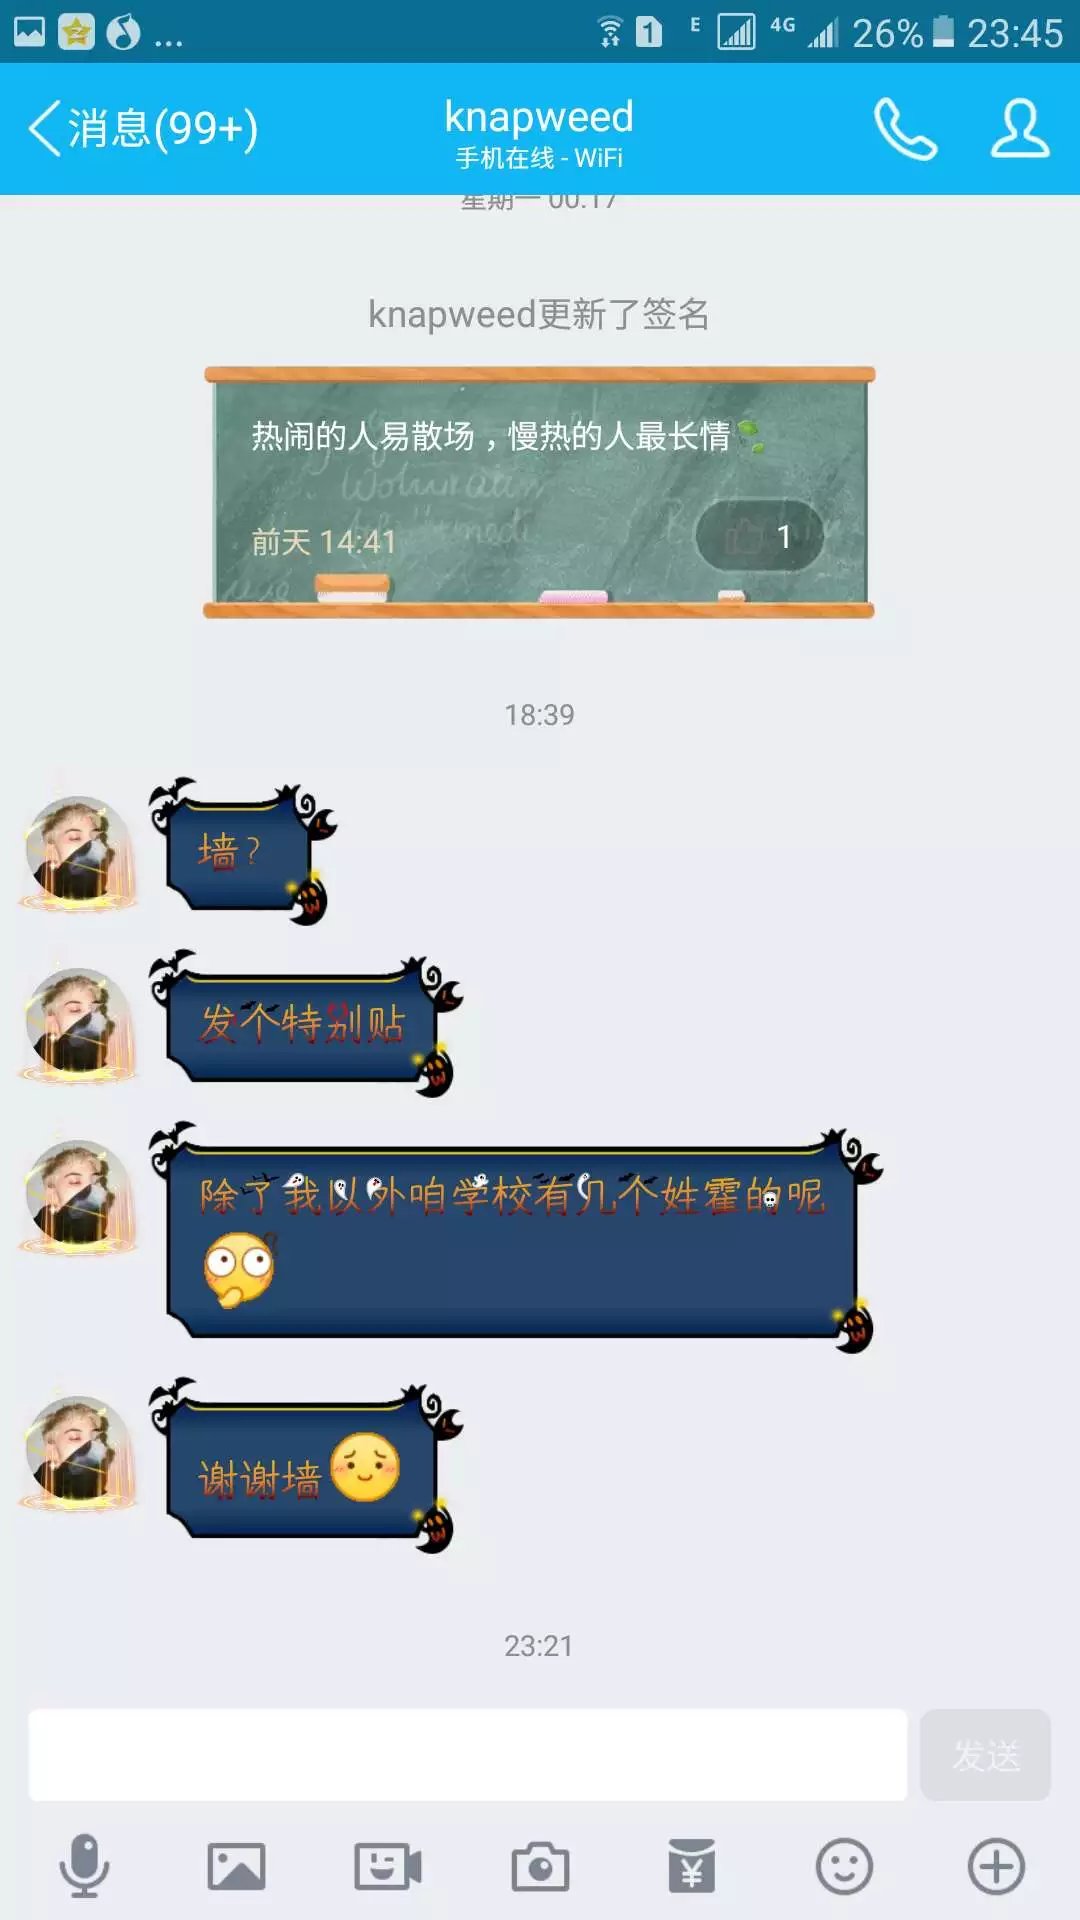 ... 1 E 4G 26% 23:45
消息(99+)
knapweed
手机在线 - WiFi
星期一 00:17
knapweed更新了签名
热闹的人易散场，慢热的人最长情
前天 14:41
1
18:39
墙？
发个特别贴
除了我以外咱学校有几个姓霍的呢
谢谢墙
23:21
发送